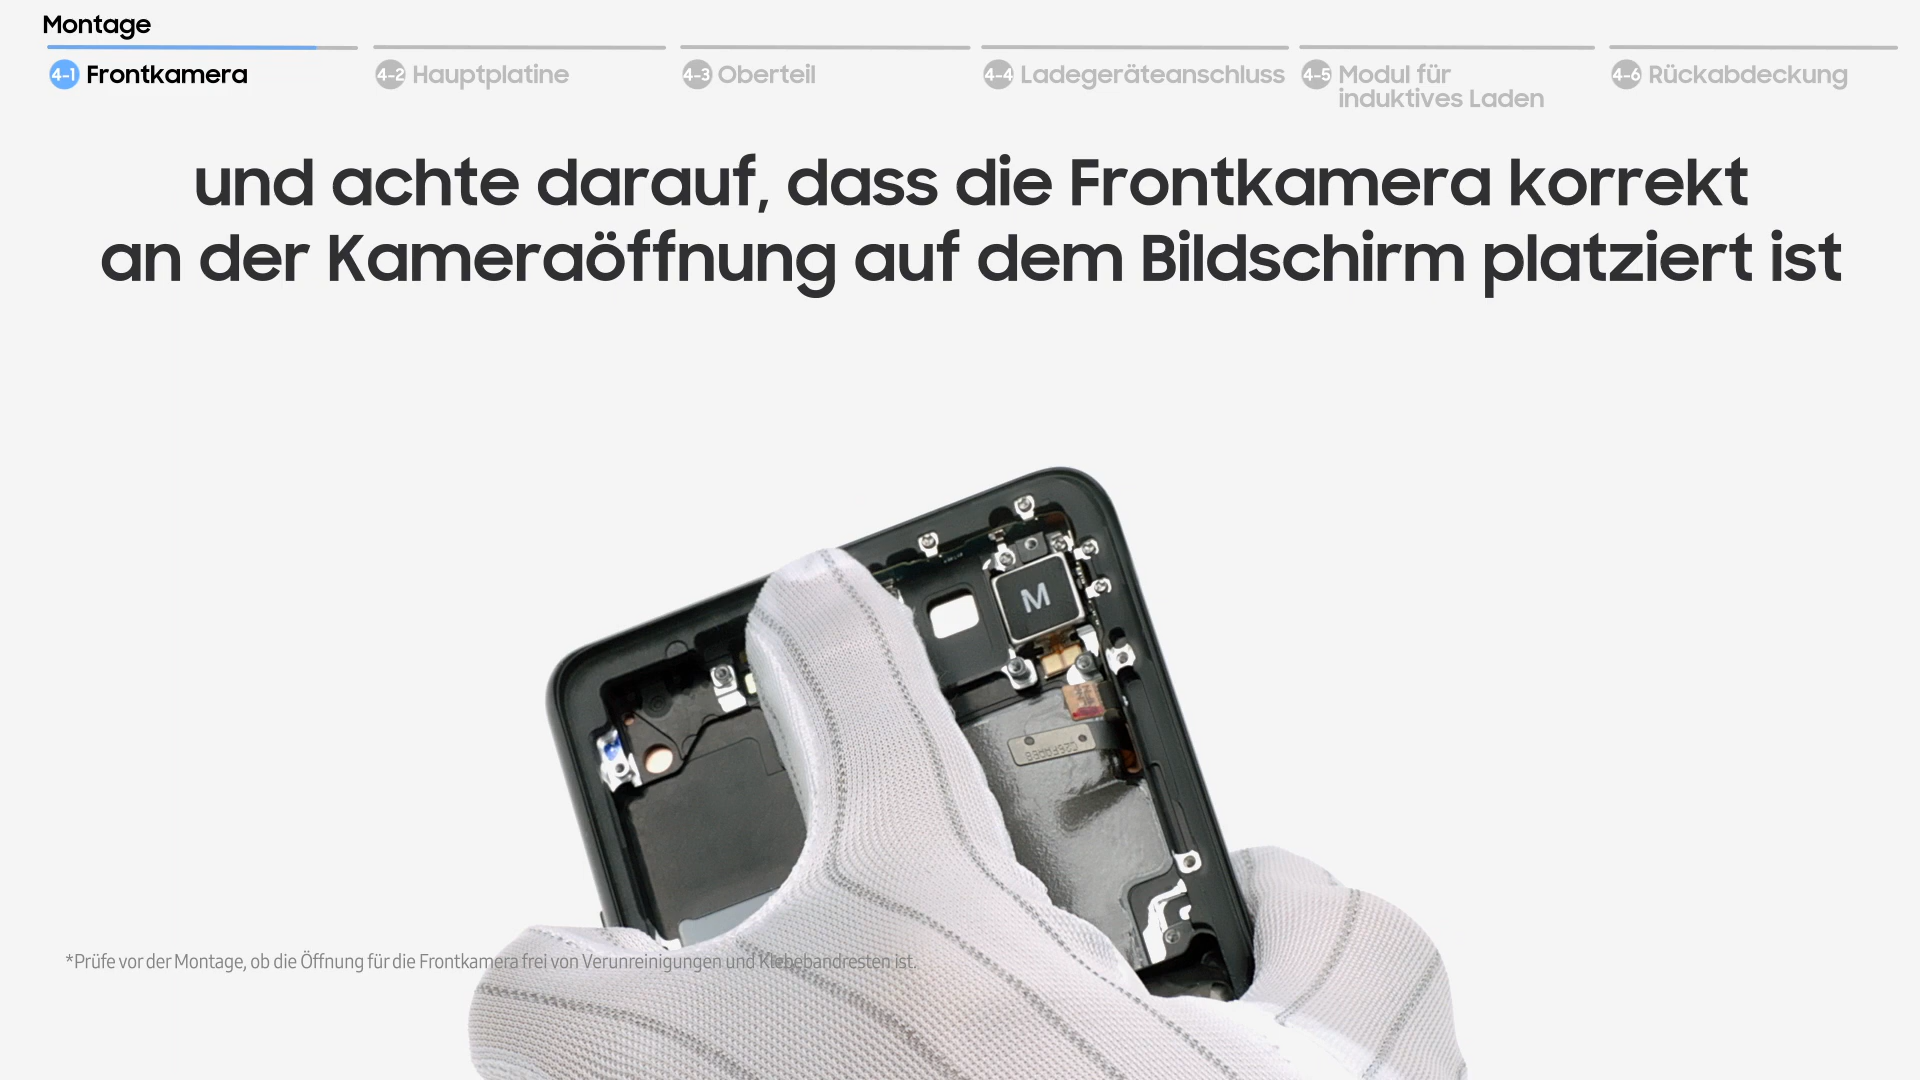 Montage
4-1 Frontkamera
4-2 Hauptplatine
4-3 Oberteil
4-4 Ladegeräteanschluss
4-5 Modul für
induktives Laden
4-6 Rückabdeckung
und achte darauf, dass die Frontkamera korrekt
an der Kameraöffnung auf dem Bildschirm platziert ist
M
*Prüfe vor der Montage, ob die Öffnung für die Frontkamera frei von Verunreinigungen und Klebebandresten ist.